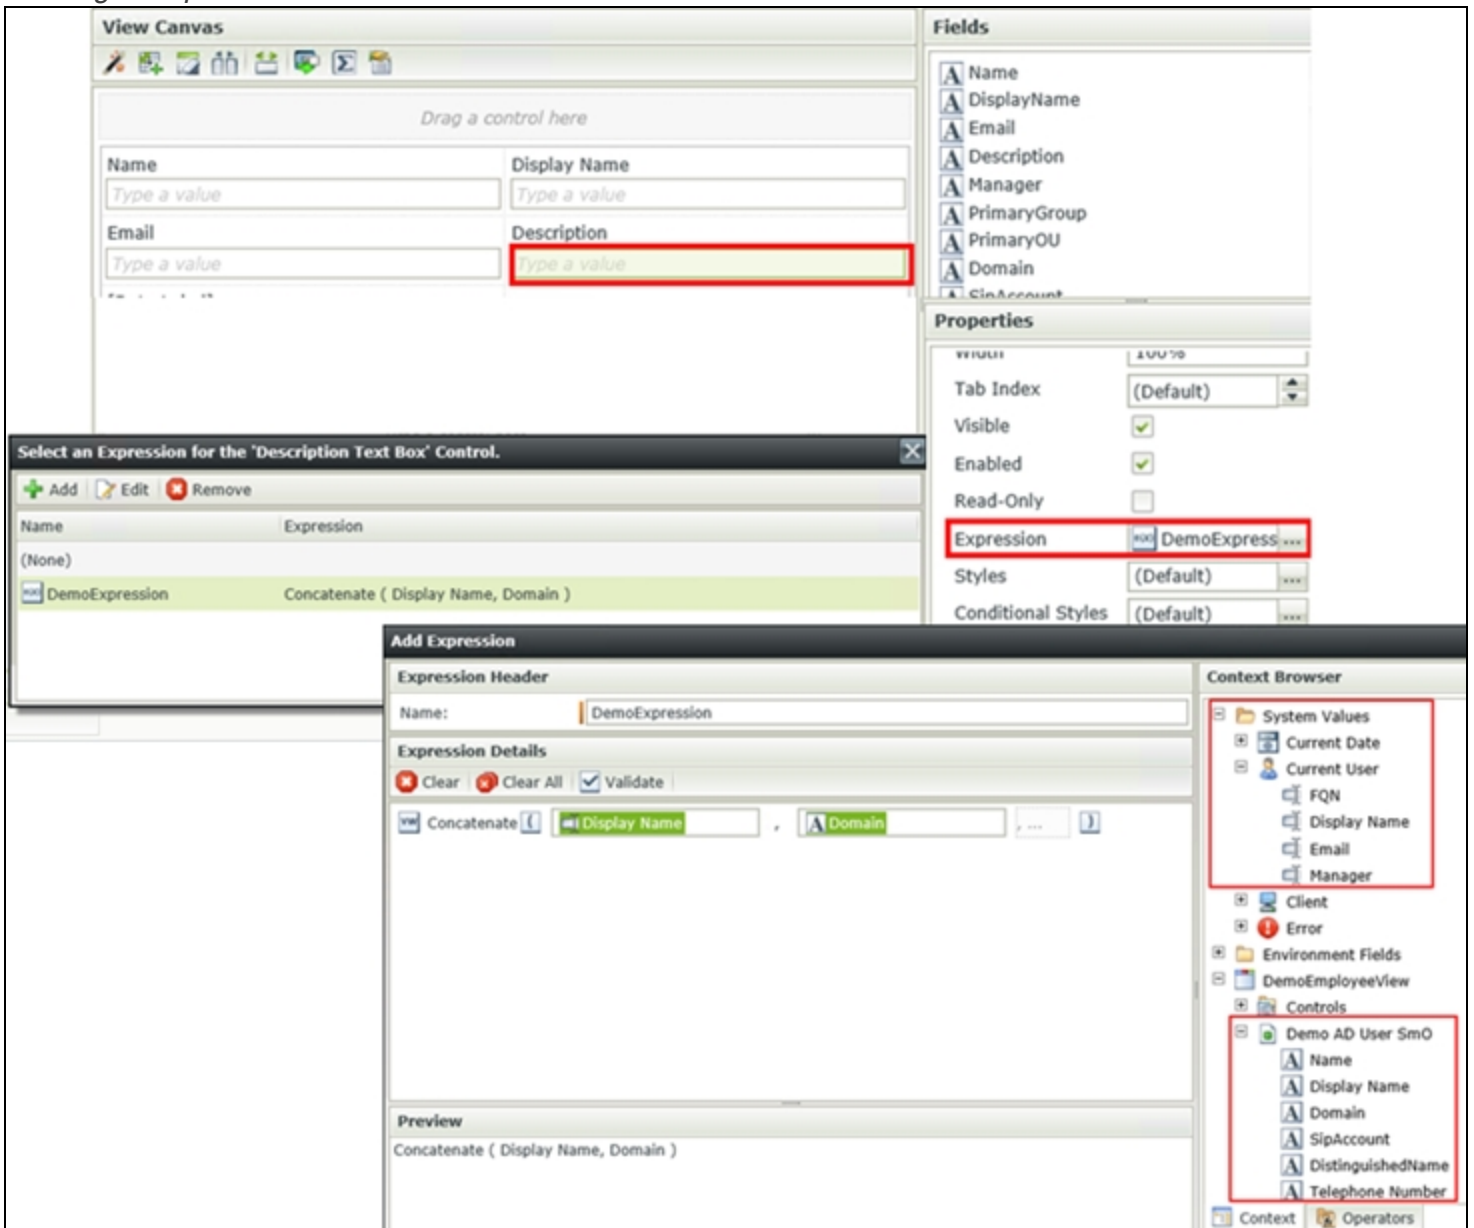 View Canvas
Drag a control here
Name
Display Name
Type a value
Type a value
Email
Description
Type a value
Type a value
Fields
Name
DisplayName
Email
Description
Manager
PrimaryGroup
PrimaryOU
Domain
SipAccount
Properties
Width
100%
Tab Index
(Default)
Visible
Enabled
Read-Only
Expression
DemoExpress ...
Styles
(Default) ...
Conditional Styles
(Default) ...
Select an Expression for the 'Description Text Box' Control.
Add Edit Remove
Name Expression
(None)
DemoExpression Concatenate ( Display Name, Domain )
Add Expression
Expression Header
Name: DemoExpression
Expression Details
Clear Clear All Validate
Concatenate ( Display Name , Domain , ... )
Preview
Concatenate ( Display Name, Domain )
Context Browser
System Values
Current Date
Current User
FQN
Display Name
Email
Manager
Client
Error
Environment Fields
DemoEmployeeView
Controls
Demo AD User SmO
Name
Display Name
Domain
SipAccount
DistinguishedName
Telephone Number
Context Operators